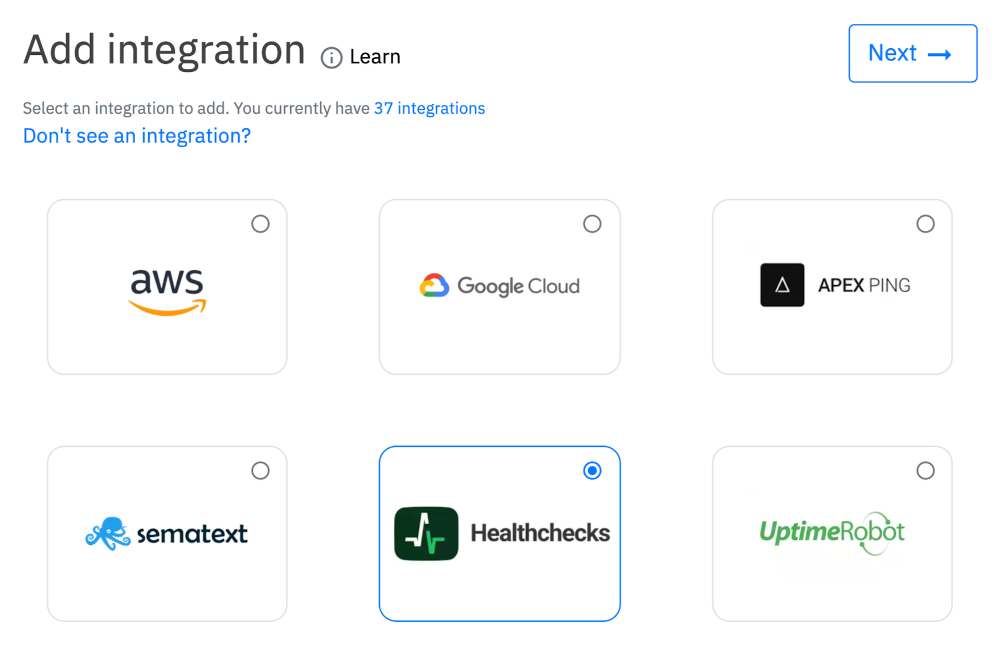 Add integration
Learn
Next →
Select an integration to add. You currently have 37 integrations
Don't see an integration?
aws
Google Cloud
APEX PING
sematext
Healthchecks
UptimeRobot